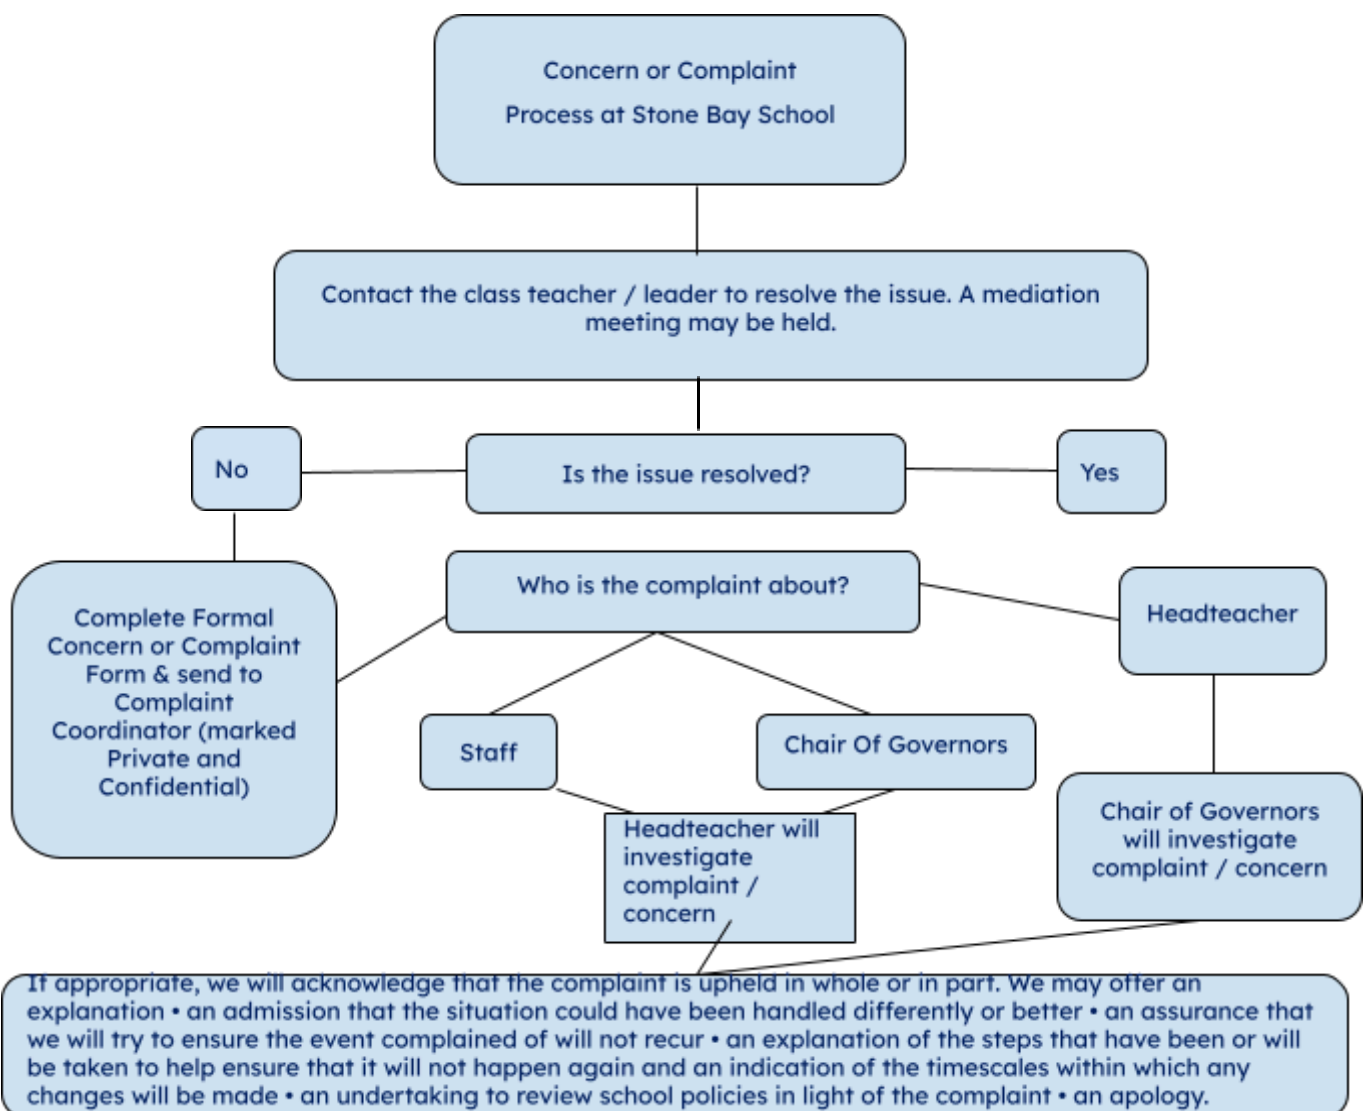 Concern or Complaint
Process at Stone Bay School
Contact the class teacher / leader to resolve the issue. A mediation
meeting may be held.
No
Is the issue resolved?
Yes
Who is the complaint about?
Headteacher
Complete Formal
Concern or Complaint
Form & send to
Complaint
Coordinator (marked
Private and
Confidential)
Staff
Chair Of Governors
Headteacher will
investigate
complaint /
concern
Chair of Governors
will investigate
complaint / concern
If appropriate, we will acknowledge that the complaint is upheld in whole or in part. We may offer an
explanation • an admission that the situation could have been handled differently or better • an assurance that
we will try to ensure the event complained of will not recur • an explanation of the steps that have been or will
be taken to help ensure that it will not happen again and an indication of the timescales within which any
changes will be made • an undertaking to review school policies in light of the complaint • an apology.